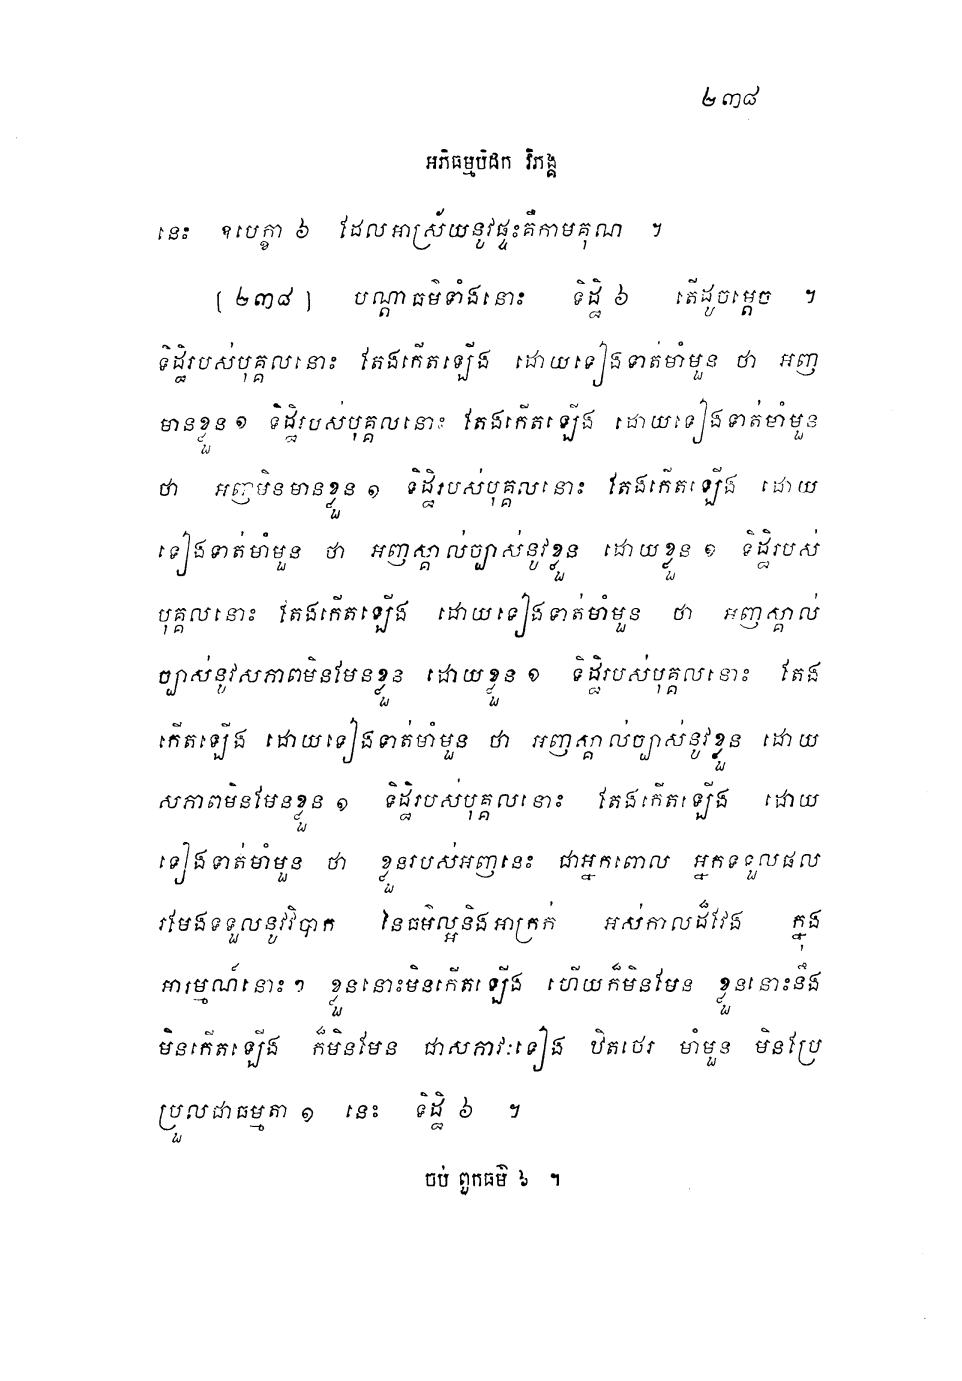 ២៣៨
អភិធម្មបិដក វិភង្គ
នេះ ឧបេក្ខា ៦ ដែលអាស្រ័យនូវផ្ទះគឺកាមគុណ ។
[២៣៨] បណ្តាធម៌ទាំងនោះ ទិដ្ឋិ ៦ តើដូចម្តេច ។
ទិដ្ឋិរបស់បុគ្គលនោះ តែងកើតឡើង ដោយទៀងទាត់មាំមួន ថា អញ
មានខ្លួន ១ ទិដ្ឋិរបស់បុគ្គលនោះ តែងកើតឡើង ដោយទៀងទាត់មាំមួន
ថា អញមិនមានខ្លួន ១ ទិដ្ឋិរបស់បុគ្គលនោះ តែងកើតឡើង ដោយ
ទៀងទាត់មាំមួន ថា អញស្គាល់ច្បាស់នូវខ្លួន ដោយខ្លួន ១ ទិដ្ឋិរបស់
បុគ្គលនោះ តែងកើតឡើង ដោយទៀងទាត់មាំមួន ថា អញស្គាល់
ច្បាស់នូវសភាពមិនមែនខ្លួន ដោយខ្លួន ១ ទិដ្ឋិរបស់បុគ្គលនោះ តែង
កើតឡើង ដោយទៀងទាត់មាំមួន ថា អញស្គាល់ច្បាស់នូវខ្លួន ដោយ
សភាពមិនមែនខ្លួន ១ ទិដ្ឋិរបស់បុគ្គលនោះ តែងកើតឡើង ដោយ
ទៀងទាត់មាំមួន ថា ខ្លួនរបស់អញនេះ ជាអ្នកពោល អ្នកទទួលផល
រមែងទទួលនូវវិបាក នៃធម៌ល្អនិងអាក្រក់ អស់កាលដ៏វែង ក្នុង
អារម្មណ៍នោះៗ ខ្លួននោះមិនកើតឡើង ហើយក៏មិនមែន ខ្លួននោះនឹង
មិនកើតឡើង ក៏មិនមែន ជាសភាវៈទៀង ឋិតថេរ មាំមួន មិនប្រែ
ប្រួលជាធម្មតា ១ នេះ ទិដ្ឋិ ៦ ។
ចប់ ពួកធម៌ ៦ ។